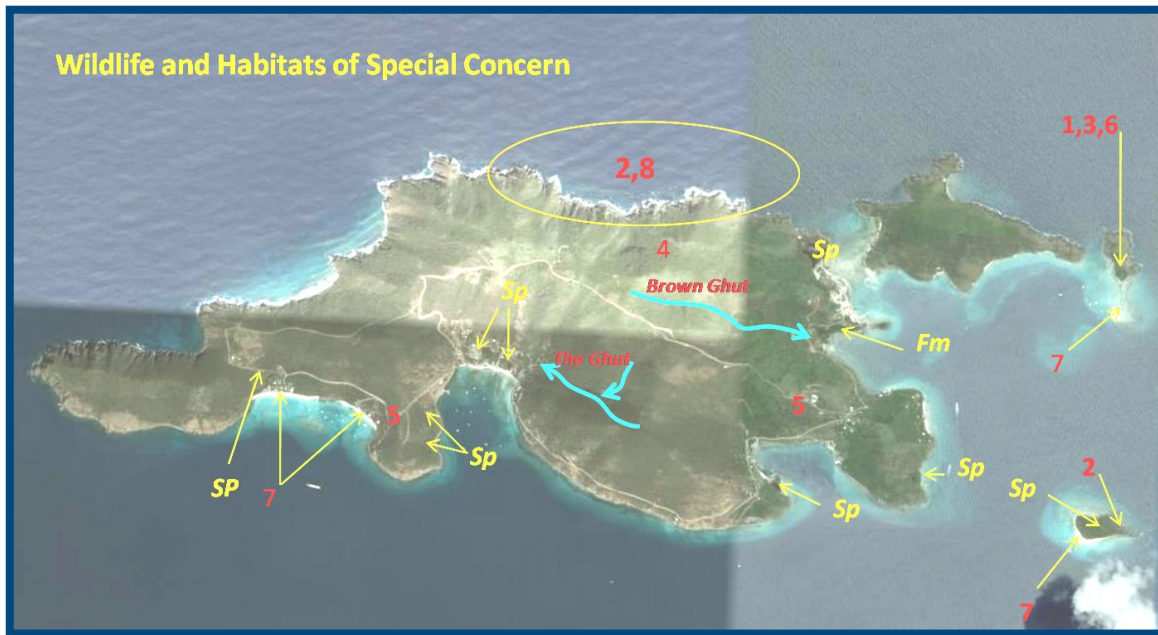 Wildlife and Habitats of Special Concern
1,3,6
2,8
4
Sp
Brown Ghut
Sp
Fm
The Ghut
7
5
5
SP
7
Sp
Sp
Sp
Sp
2
7